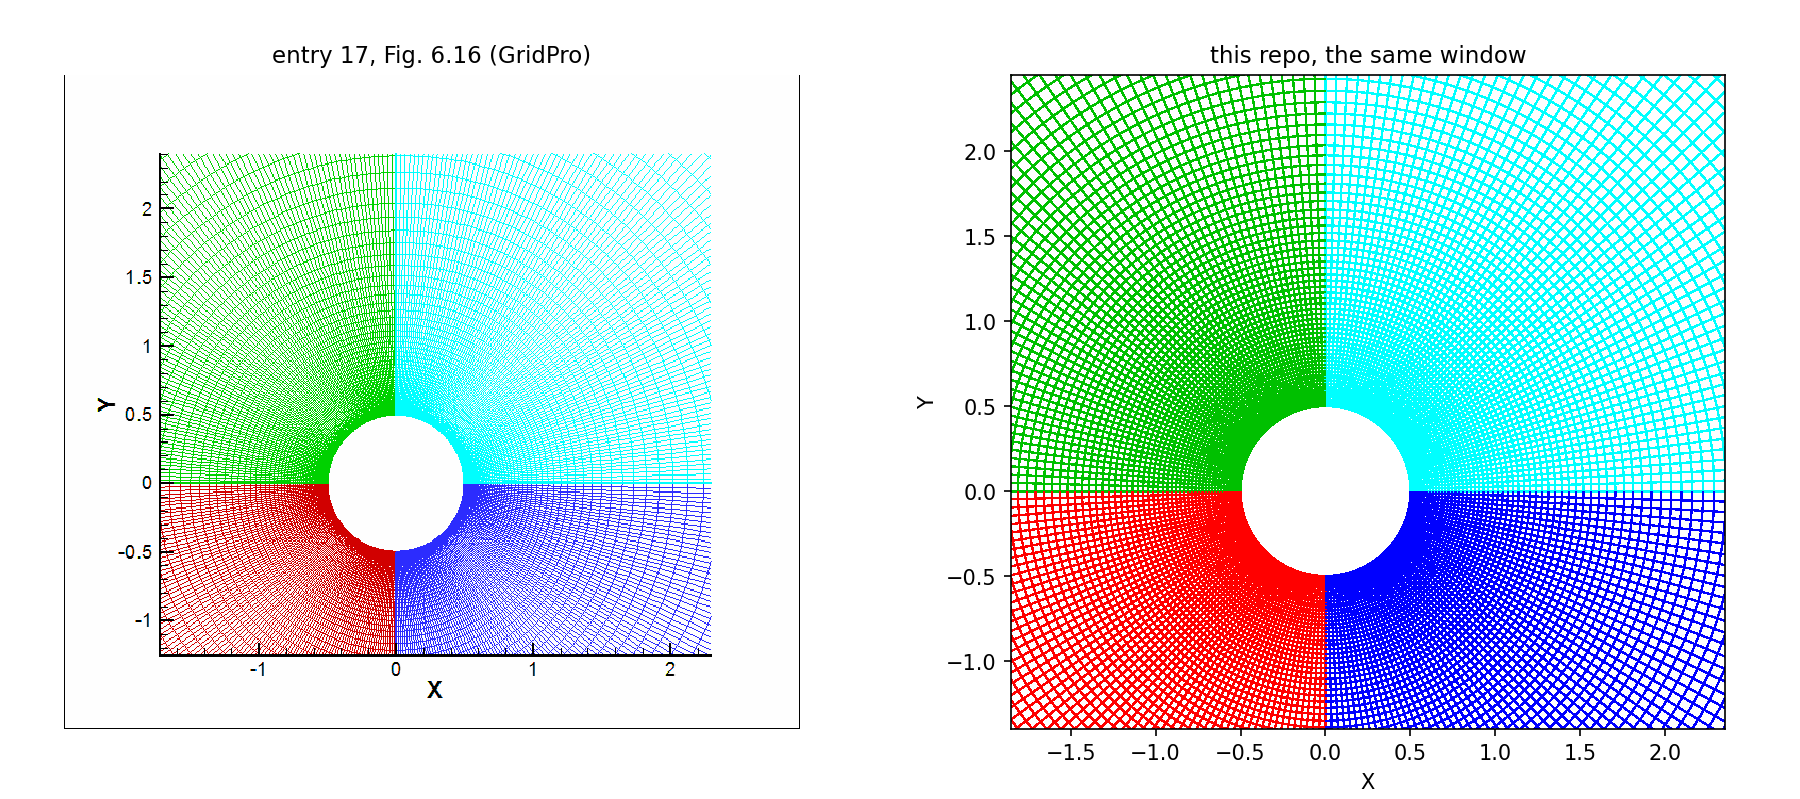 entry 17, Fig. 6.16 (GridPro)
2
1.5
1
0.5
0
-0.5
-1
Y
-1 0 1 2
X
this repo, the same window
2.0
1.5
1.0
0.5
0.0
−0.5
−1.0
Y
−1.5 −1.0 −0.5 0.0 0.5 1.0 1.5 2.0
X